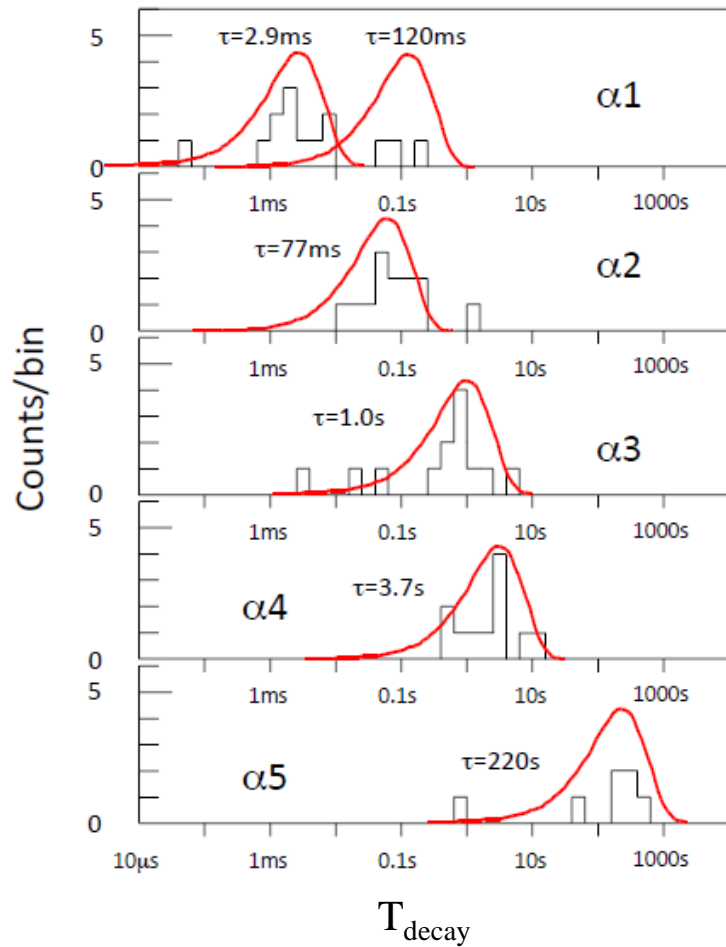 5
τ=2.9ms τ=120ms
α1
0
1ms 0.1s 10s 1000s
5
τ=77ms
α2
0
1ms 0.1s 10s 1000s
5
τ=1.0s
α3
0
1ms 0.1s 10s 1000s
5
τ=3.7s
α4
0
1ms 0.1s 10s 1000s
5
τ=220s
α5
0
10μs 1ms 0.1s 10s 1000s
Counts/bin
Tdecay